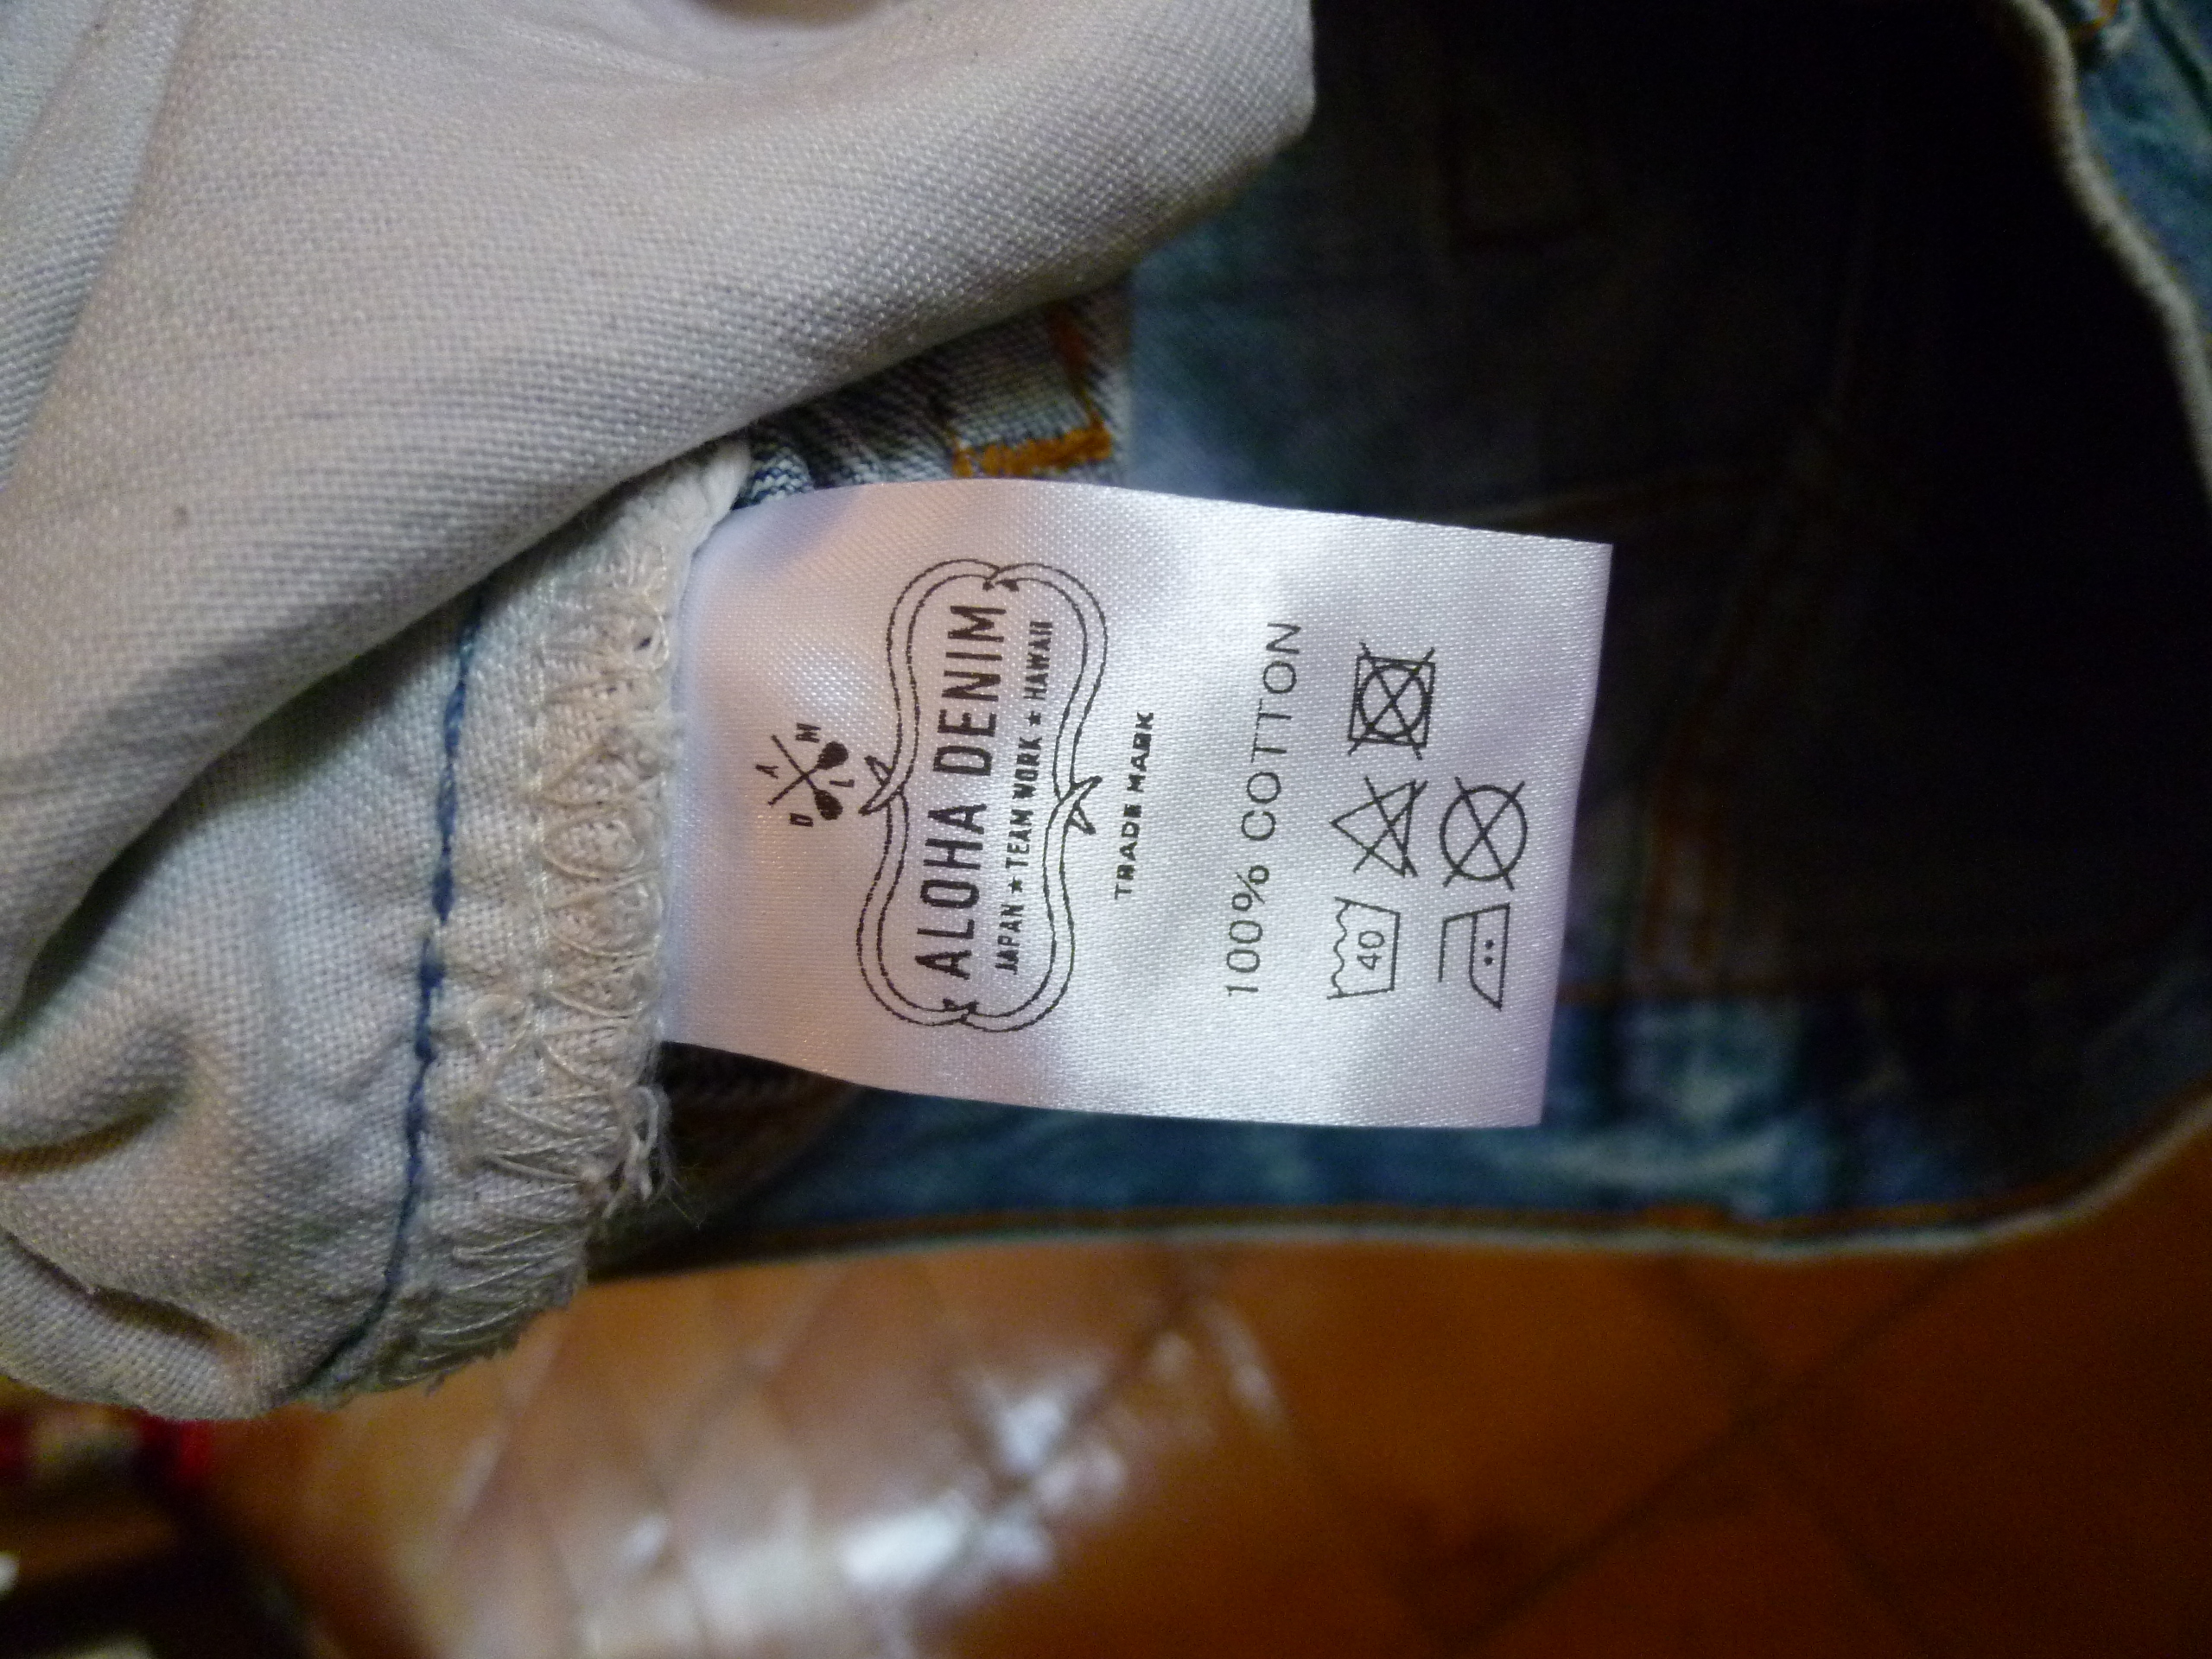 D A L M
ALOHA DENIM
JAPAN ★ TEAM WORK ★ HAWAII
TRADE MARK
100% COTTON
40